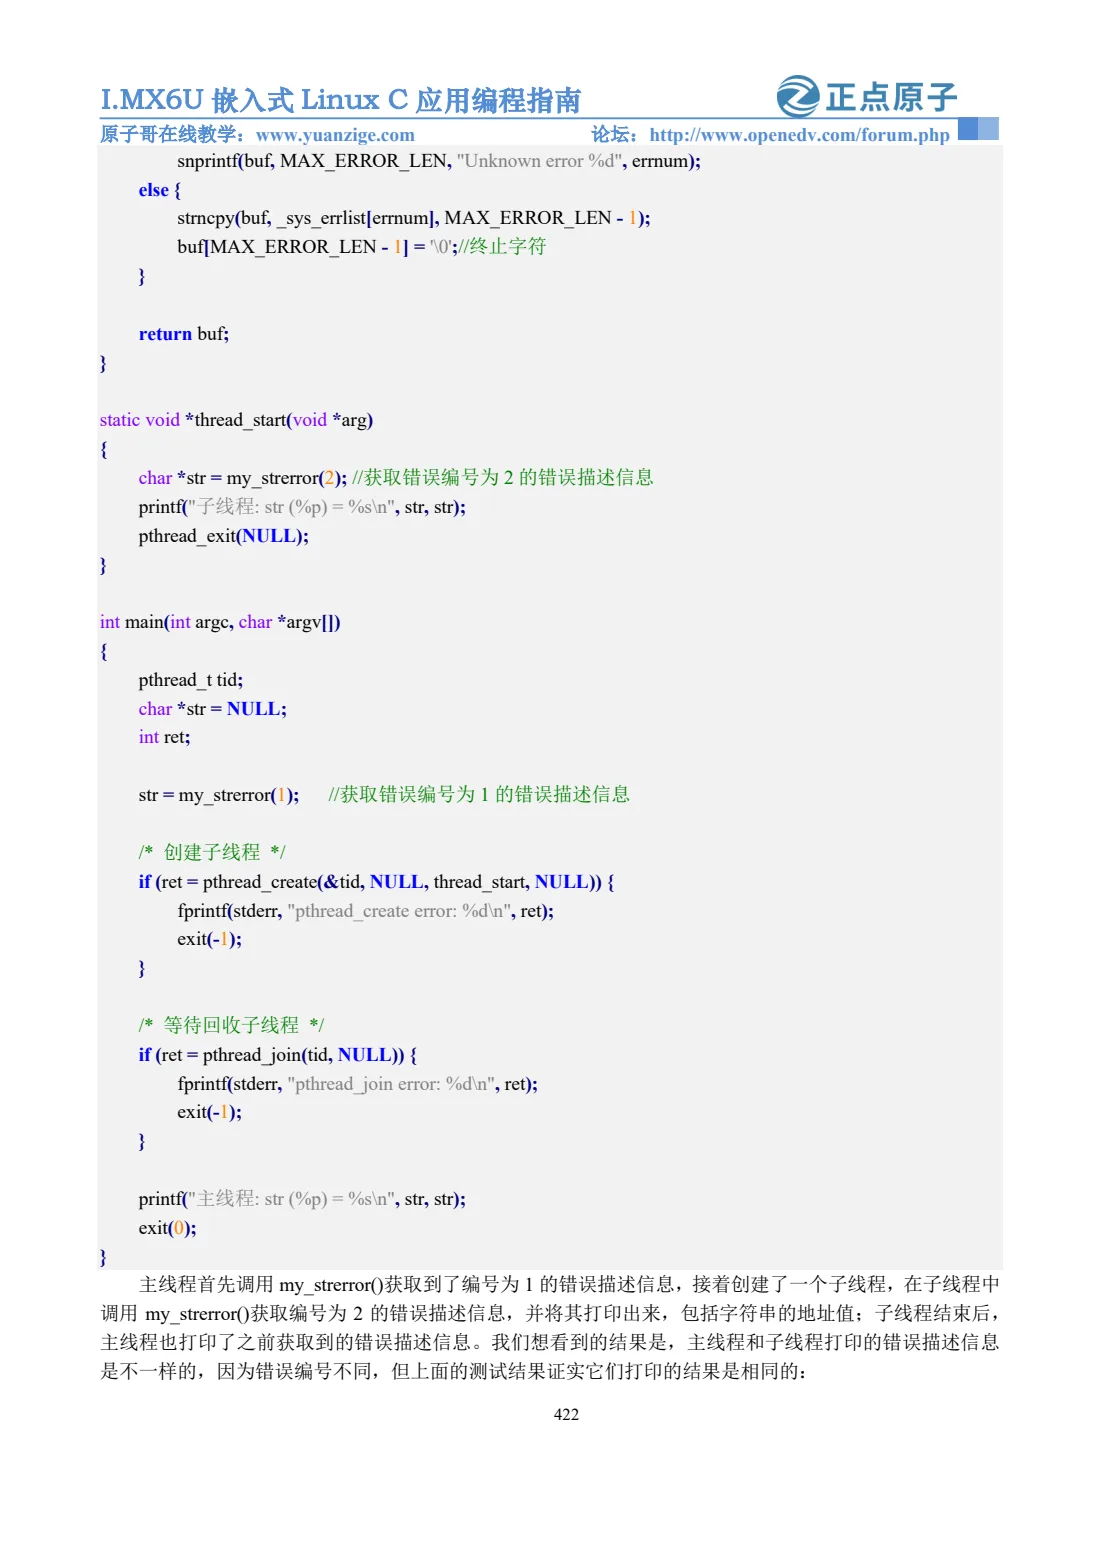 I.MX6U 嵌入式 Linux C 应用编程指南
正点原子
原子哥在线教学：www.yuanzige.com 论坛：http://www.openedv.com/forum.php
snprintf(buf, MAX_ERROR_LEN, "Unknown error %d", errnum);
else {
strncpy(buf, _sys_errlist[errnum], MAX_ERROR_LEN - 1);
buf[MAX_ERROR_LEN - 1] = '\0';//终止字符
}
return buf;
}
static void *thread_start(void *arg)
{
char *str = my_strerror(2); //获取错误编号为 2 的错误描述信息
printf("子线程: str (%p) = %s\n", str, str);
pthread_exit(NULL);
}
int main(int argc, char *argv[])
{
pthread_t tid;
char *str = NULL;
int ret;
str = my_strerror(1); //获取错误编号为 1 的错误描述信息
/* 创建子线程 */
if (ret = pthread_create(&tid, NULL, thread_start, NULL)) {
fprintf(stderr, "pthread_create error: %d\n", ret);
exit(-1);
}
/* 等待回收子线程 */
if (ret = pthread_join(tid, NULL)) {
fprintf(stderr, "pthread_join error: %d\n", ret);
exit(-1);
}
printf("主线程: str (%p) = %s\n", str, str);
exit(0);
}
主线程首先调用 my_strerror()获取到了编号为 1 的错误描述信息，接着创建了一个子线程，在子线程中
调用 my_strerror()获取编号为 2 的错误描述信息，并将其打印出来，包括字符串的地址值；子线程结束后，
主线程也打印了之前获取到的错误描述信息。我们想看到的结果是，主线程和子线程打印的错误描述信息
是不一样的，因为错误编号不同，但上面的测试结果证实它们打印的结果是相同的：
422